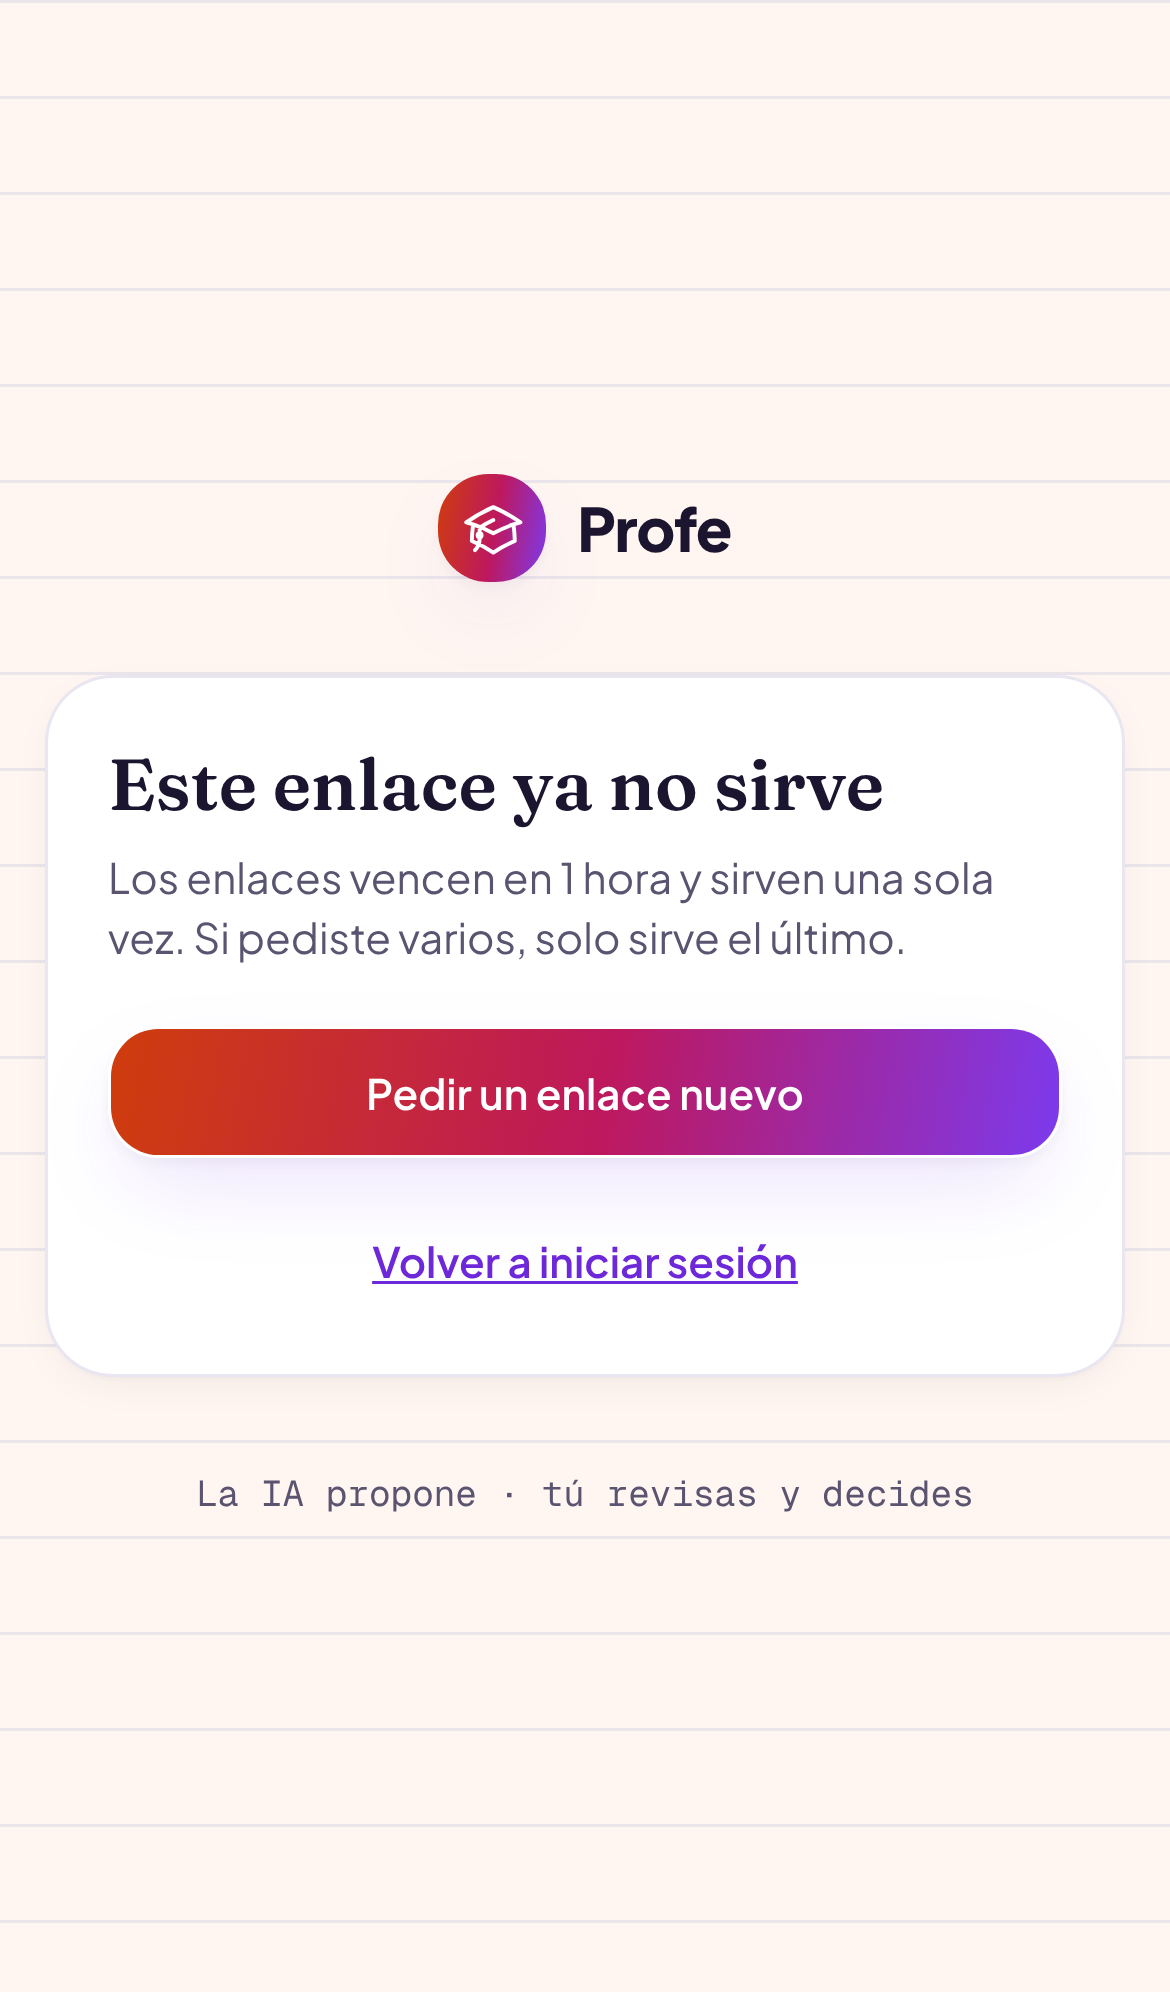 Profe
Este enlace ya no sirve
Los enlaces vencen en 1 hora y sirven una sola
vez. Si pediste varios, solo sirve el último.
Pedir un enlace nuevo
Volver a iniciar sesión
La IA propone · tú revisas y decides